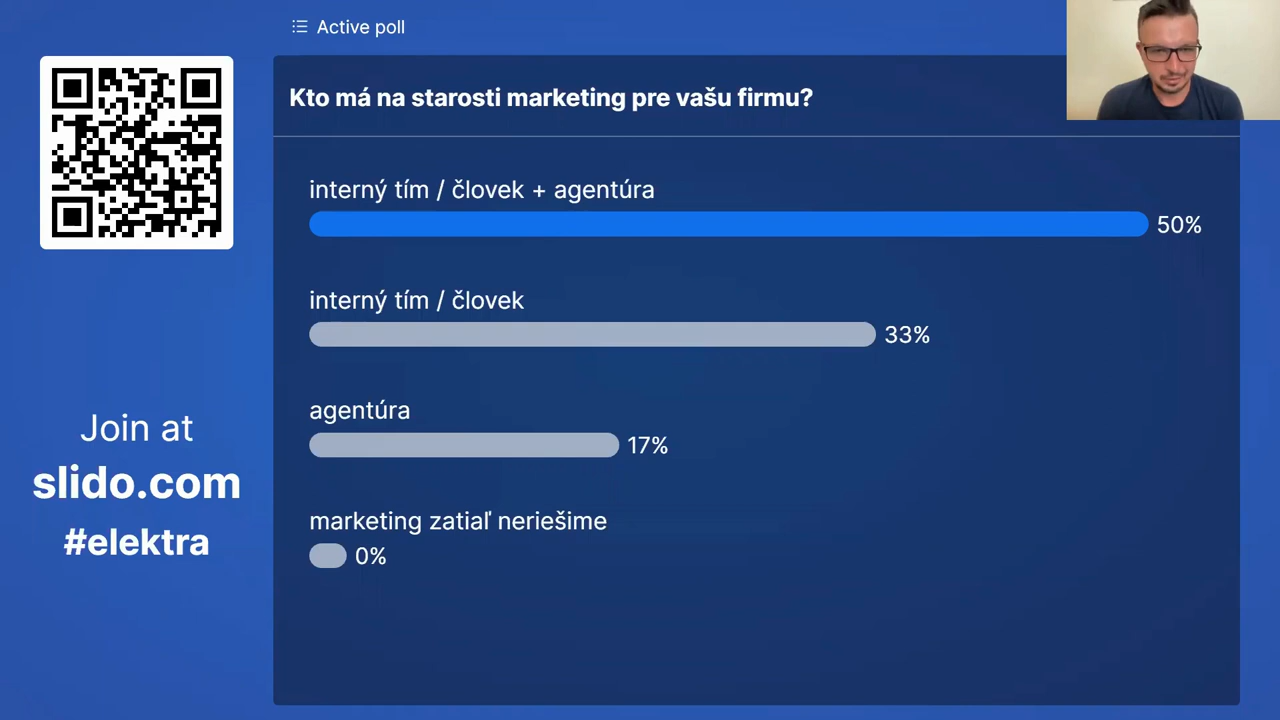 Active poll
Kto má na starosti marketing pre vašu firmu?
interný tím / človek + agentúra
50%
interný tím / človek
33%
agentúra
17%
marketing zatiaľ neriešime
0%
Join at
slido.com
#elektra